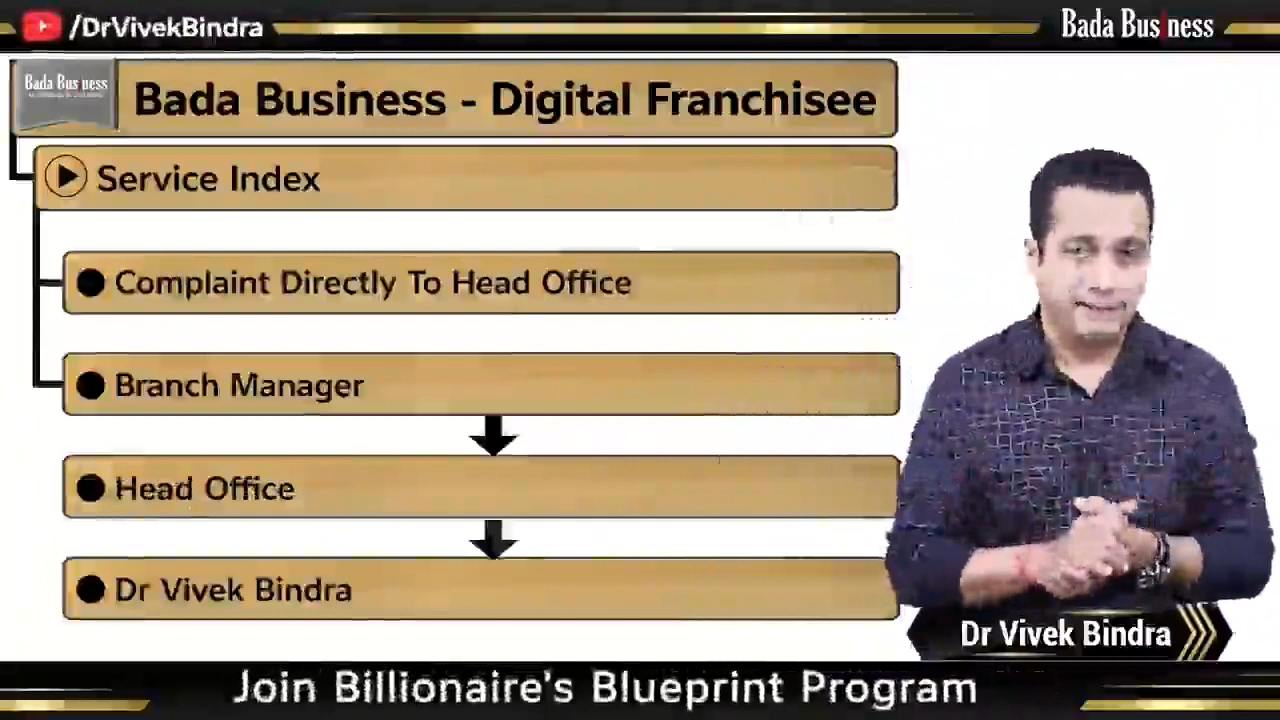 /DrVivekBindra
Bada Business
Bada Business
Bada Business - Digital Franchisee
Service Index
Complaint Directly To Head Office
Branch Manager
Head Office
Dr Vivek Bindra
Dr Vivek Bindra
Join Billionaire's Blueprint Program